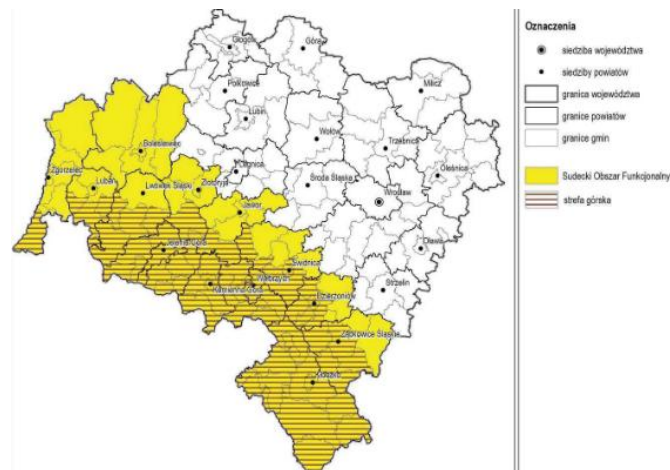 Głogów
Góra
Polkowice
Milicz
Lubin
Wołów
Trzebnica
Bolesławiec
Legnica
Oleśnica
Zgorzelec
Lubań
Lwówek Śląski
Złotoryja
Środa Śląska
Wrocław
Jawor
Jelenia Góra
Oława
Świdnica
Kamienna Góra
Wałbrzych
Strzelin
Dzierżoniów
Ząbkowice Śląskie
Kłodzko
Oznaczenia
siedziba województwa
siedziby powiatów
granica województwa
granice powiatów
granice gmin
Sudecki Obszar Funkcjonalny
strefa górska